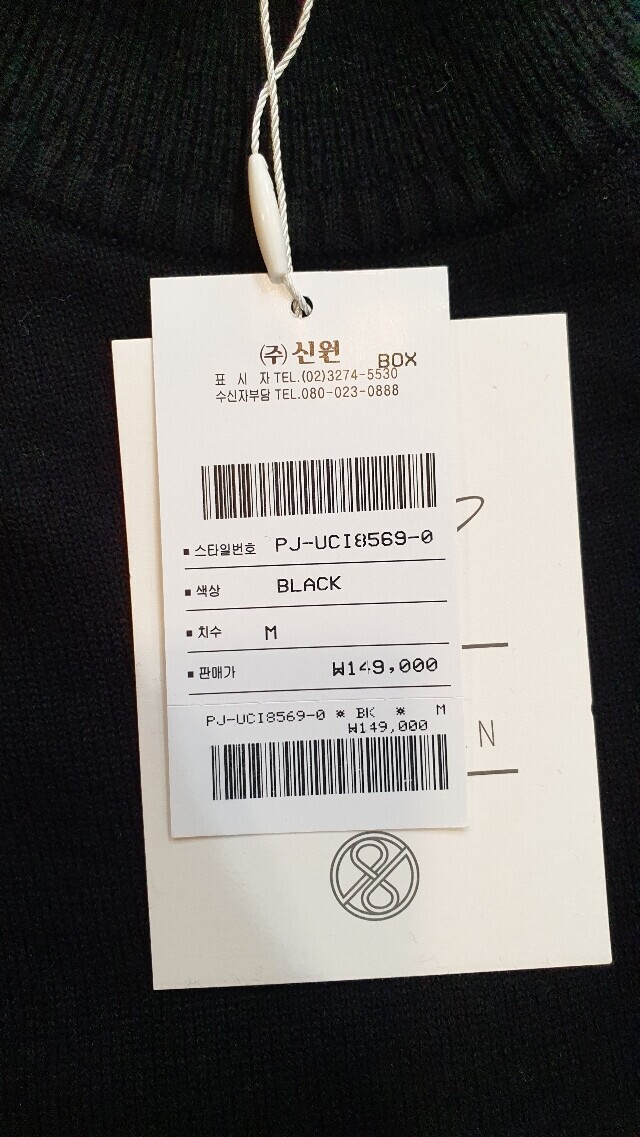 (주)신원
BOX
표 시 자 TEL.(02)3274-5530
수신자부담 TEL.080-023-0888
■ 스타일번호 PJ-UCI8569-0
■ 색상 BLACK
■ 치수 M
■ 판매가 ₩149,000
PJ-UCI8569-0 * BK * M
₩149,000
N